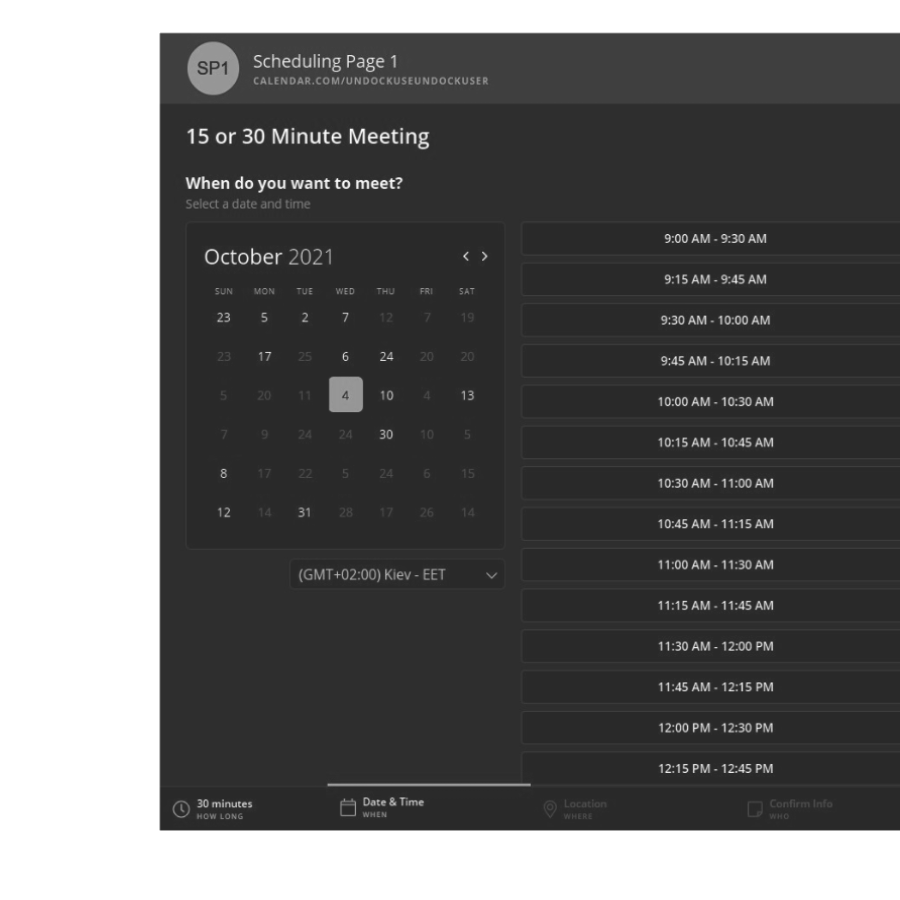 SP1
Scheduling Page 1
CALENDAR.COM/UNDOCKUSEUNDOCKUSER
15 or 30 Minute Meeting
When do you want to meet?
Select a date and time
October 2021
SUN MON TUE WED THU FRI SAT
23 5 2 7 12 7 19
23 17 25 6 24 20 20
5 20 11 4 10 4 13
7 9 24 24 30 10 5
8 17 22 5 24 6 15
12 14 31 28 17 26 14
(GMT+02:00) Kiev - EET
9:00 AM - 9:30 AM
9:15 AM - 9:45 AM
9:30 AM - 10:00 AM
9:45 AM - 10:15 AM
10:00 AM - 10:30 AM
10:15 AM - 10:45 AM
10:30 AM - 11:00 AM
10:45 AM - 11:15 AM
11:00 AM - 11:30 AM
11:15 AM - 11:45 AM
11:30 AM - 12:00 PM
11:45 AM - 12:15 PM
12:00 PM - 12:30 PM
12:15 PM - 12:45 PM
30 minutes
HOW LONG
Date & Time
WHEN
Location
WHERE
Confirm Info
WHO